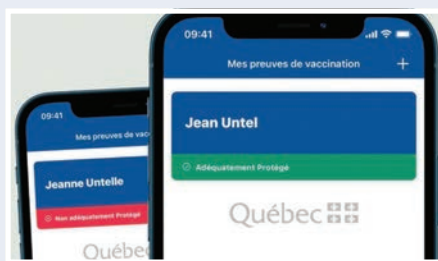 09:41
Mes preuves de vaccination +
Jean Untel
Adéquatement Protégé
Québec
09:41
Mes preuves de vac
Jeanne Untelle
Non adéquatement Protégé
Québec